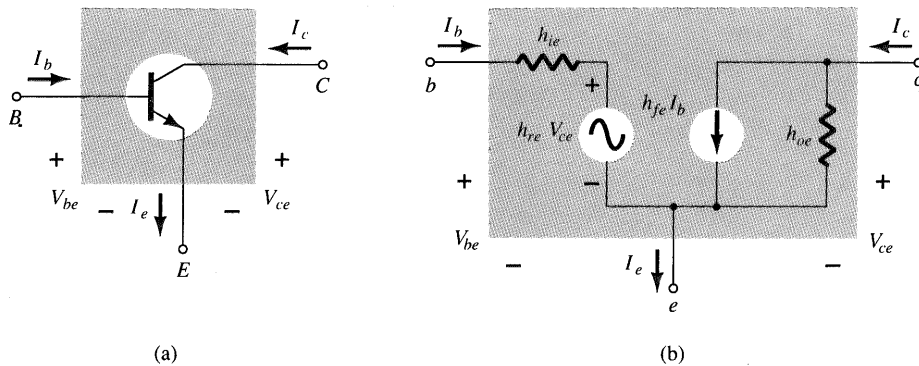 I_b
B
+
V_be
−
I_e
E
I_c
C
+
V_ce
−
(a)
I_b
b
h_ie
+
h_re V_ce
−
h_fe I_b
h_oe
I_c
c
+
V_be
−
I_e
e
+
V_ce
−
(b)